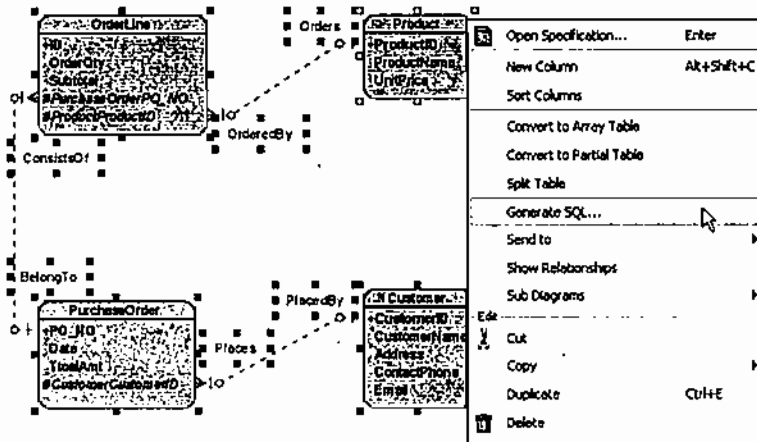 OrderLine
+ID
OrderQty
Subtotal
#PurchaseOrderPO_NO
#ProductProductID
Orders
Product
+ProductID
ProductName
UnitPrice
OrderedBy
ConsistsOf
BelongTo
PurchaseOrder
+PO_NO
Date
#CustomerCustomerID
Places
PlacedBy
Customer
+CustomerID
CustomerName
Address
ContactPhone
Email
Open Specification... Enter
New Column Alt+Shift+C
Sort Columns
Convert to Array Table
Convert to Partial Table
Split Table
Generate SQL...
Send to
Show Relationships
Sub Diagrams
Edit
Cut
Copy
Duplicate Ctrl+E
Delete